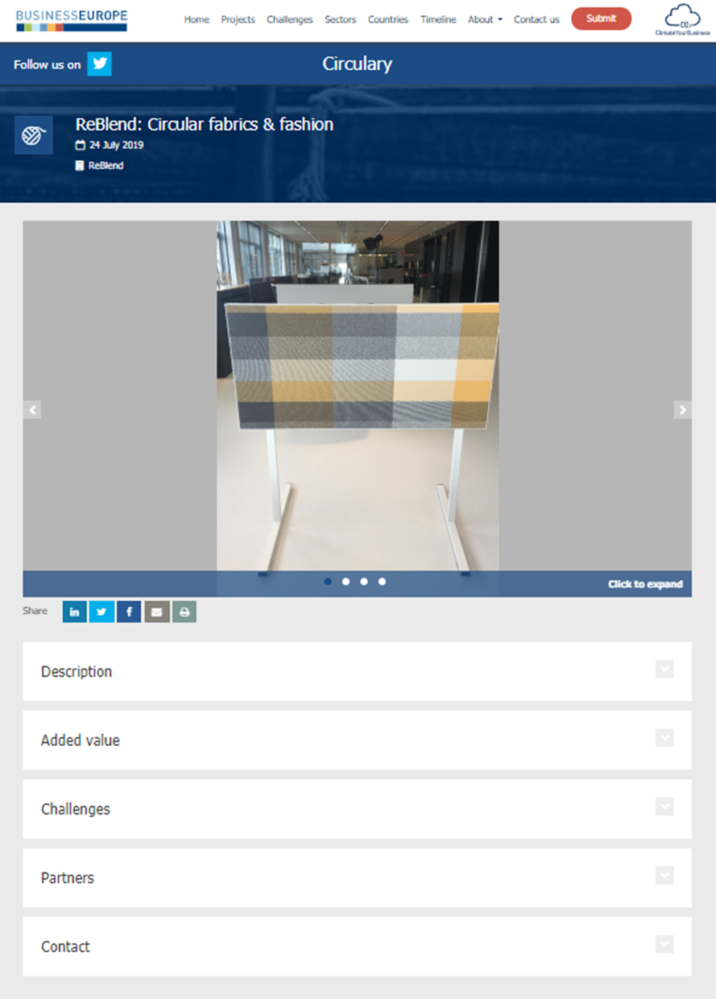 BUSINESSEUROPE
Home Projects Challenges Sectors Countries Timeline About Contact us Submit
CO₂
ClimateYourBusiness
Follow us on
Circulary
ReBlend: Circular fabrics & fashion
24 July 2019
ReBlend
Click to expand
Share
Description
Added value
Challenges
Partners
Contact